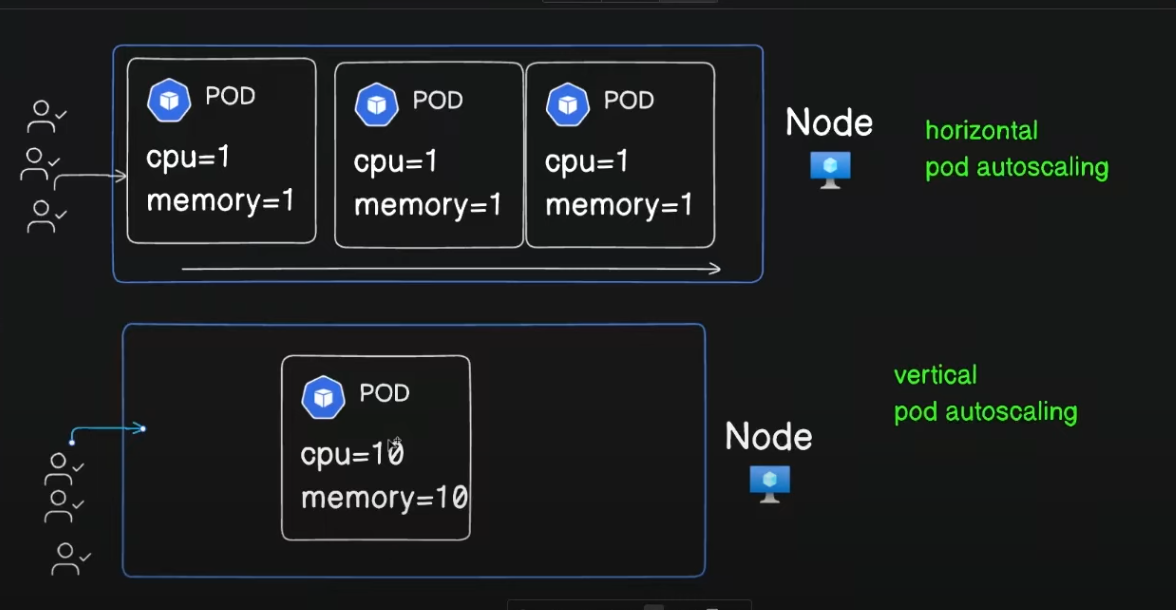 POD
cpu=1
memory=1
POD
cpu=1
memory=1
POD
cpu=1
memory=1
Node
horizontal
pod autoscaling
POD
cpu=10
memory=10
Node
vertical
pod autoscaling